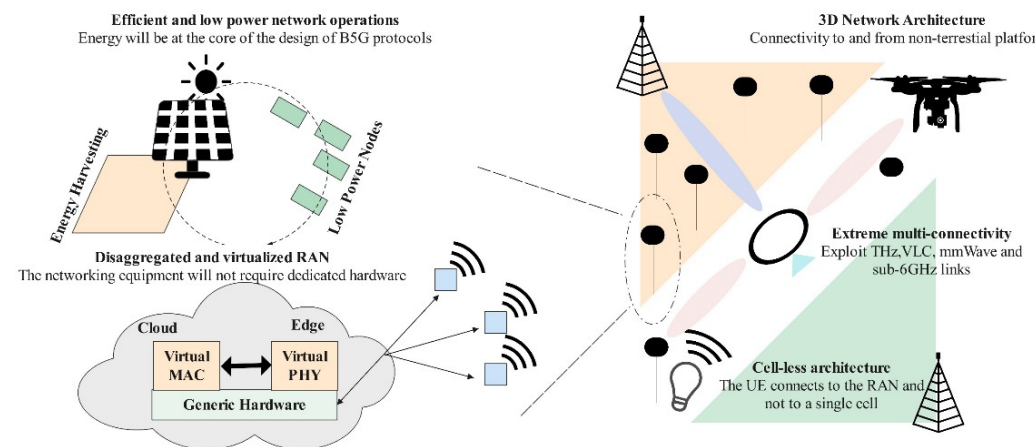 Efficient and low power network operations
Energy will be at the core of the design of B5G protocols
Energy Harvesting
Low Power Nodes
Disaggregated and virtualized RAN
The networking equipment will not require dedicated hardware
Cloud
Edge
Virtual
MAC
Virtual
PHY
Generic Hardware
3D Network Architecture
Connectivity to and from non-terrestial platfor
Extreme multi-connectivity
Exploit THz,VLC, mmWave and
sub-6GHz links
Cell-less architecture
The UE connects to the RAN and
not to a single cell